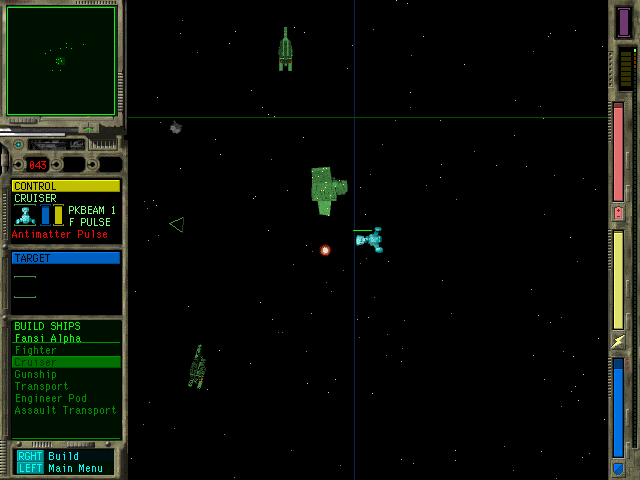 043
CONTROL
CRUISER
PKBEAM 1
F PULSE
Antimatter Pulse
TARGET
BUILD SHIPS
Fansi Alpha
Fighter
Cruiser
Gunship
Transport
Engineer Pod
Assault Transport
RGHT Build
LEFT Main Menu